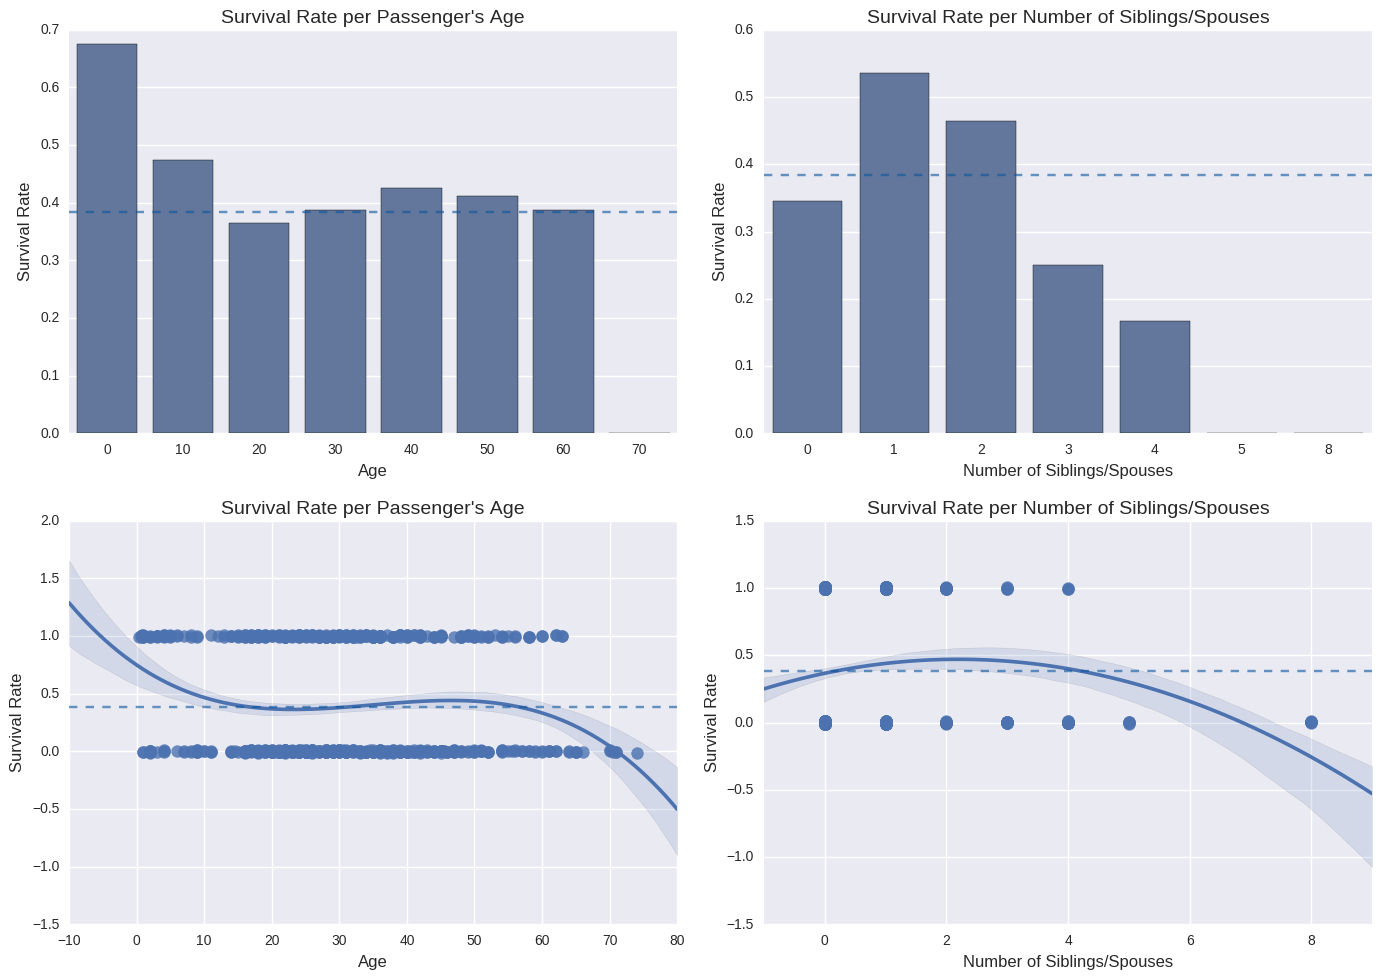 Survival Rate per Passenger's Age
0.7
0.6
0.5
0.4
0.3
0.2
0.1
0.0
Survival Rate
0 10 20 30 40 50 60 70
Age
Survival Rate per Number of Siblings/Spouses
0.6
0.5
0.4
0.3
0.2
0.1
0.0
Survival Rate
0 1 2 3 4 5 8
Number of Siblings/Spouses
Survival Rate per Passenger's Age
2.0
1.5
1.0
0.5
0.0
−0.5
−1.0
−1.5
Survival Rate
−10 0 10 20 30 40 50 60 70 80
Age
Survival Rate per Number of Siblings/Spouses
1.5
1.0
0.5
0.0
−0.5
−1.0
−1.5
Survival Rate
0 2 4 6 8
Number of Siblings/Spouses